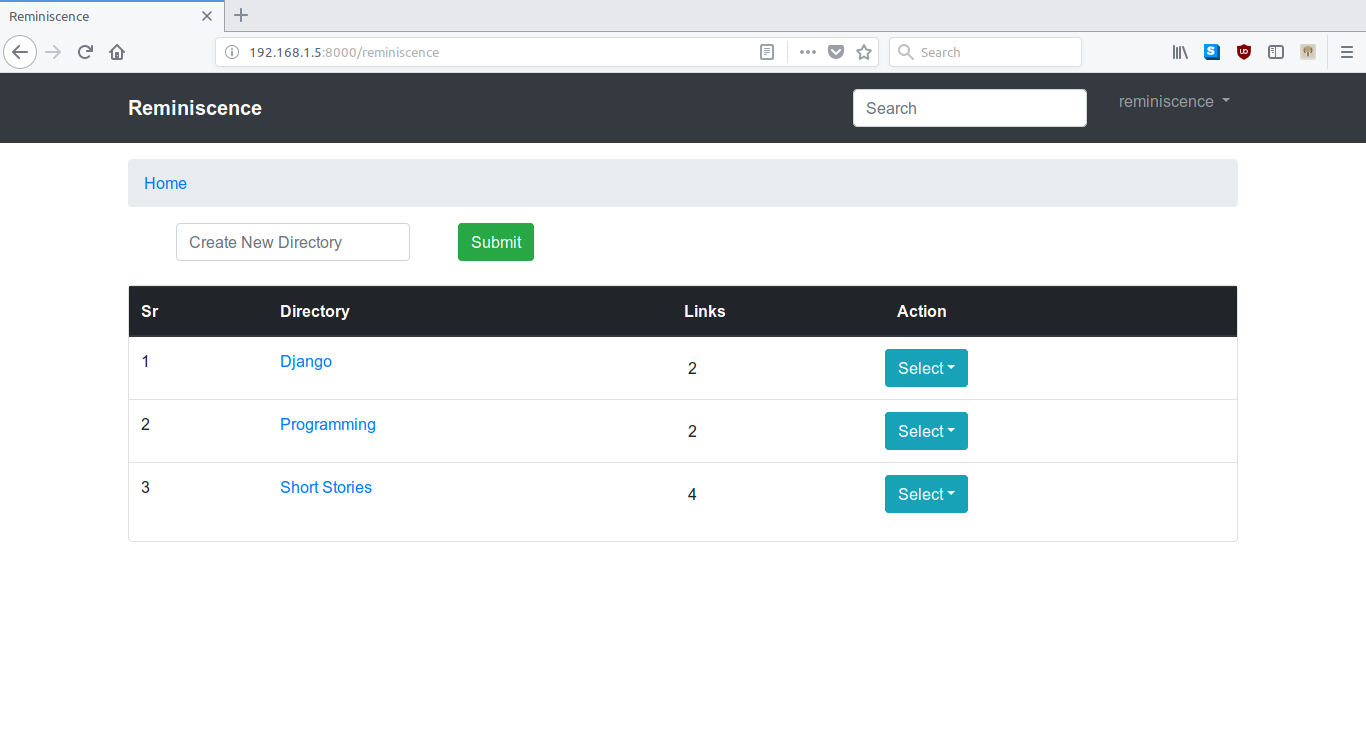 Reminiscence
192.168.1.5:8000/reminiscence
Search
Reminiscence
Search
reminiscence
Home
Create New Directory
Submit
Sr Directory Links Action
1 Django 2 Select
2 Programming 2 Select
3 Short Stories 4 Select